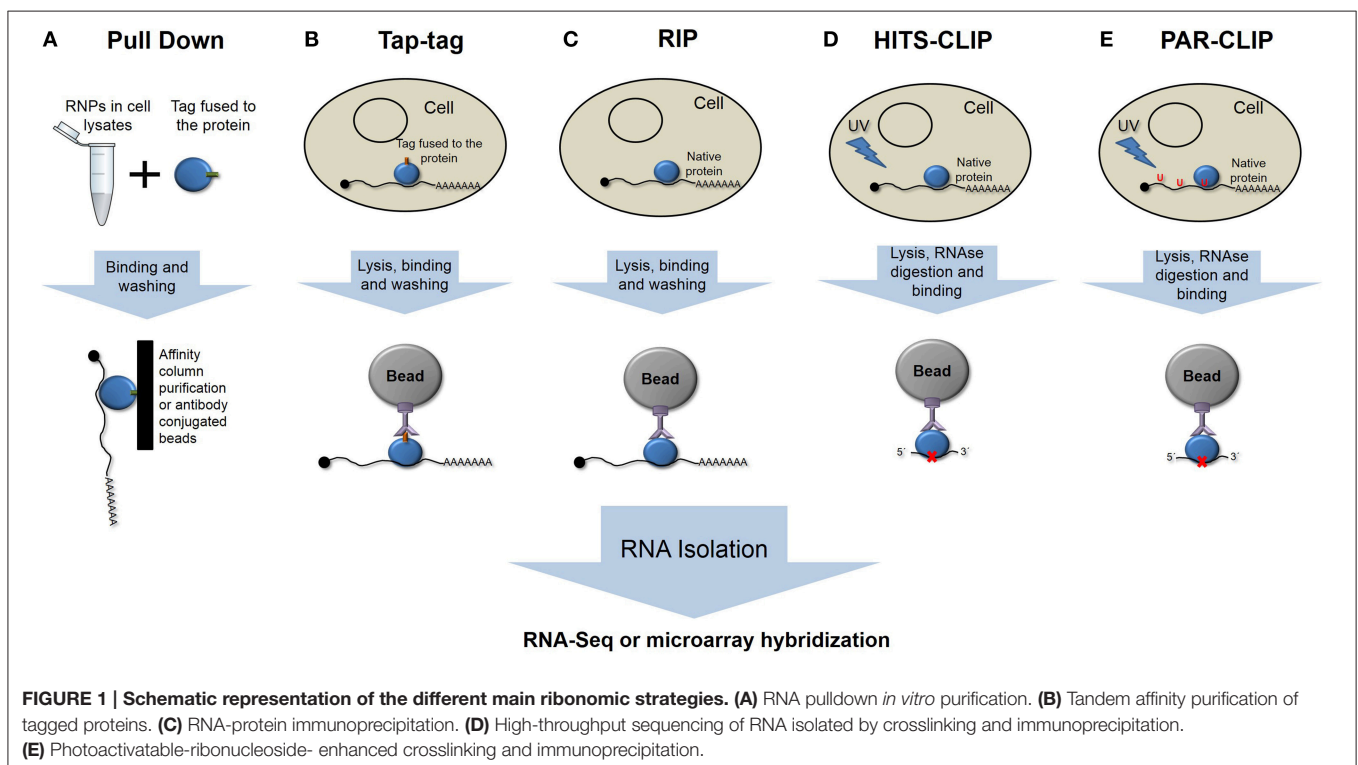 A Pull Down
B Tap-tag
C RIP
D HITS-CLIP
E PAR-CLIP
RNPs in cell
lysates
Tag fused to
the protein
Cell
Tag fused to the
protein
AAAAAAA
Cell
Native
protein
AAAAAAA
Cell
UV
Native
protein
AAAAAAA
Cell
UV
Native
protein
U U U
AAAAAAA
Binding and
washing
Lysis, binding
and washing
Lysis, binding
and washing
Lysis, RNAse
digestion and
binding
Lysis, RNAse
digestion and
binding
Affinity
column
purification
or antibody
conjugated
beads
AAAAAAA
Bead
AAAAAAA
Bead
AAAAAAA
Bead
5´ 3´
Bead
5´ 3´
RNA Isolation
RNA-Seq or microarray hybridization
FIGURE 1 | Schematic representation of the different main ribonomic strategies. (A) RNA pulldown in vitro purification. (B) Tandem affinity purification of
tagged proteins. (C) RNA-protein immunoprecipitation. (D) High-throughput sequencing of RNA isolated by crosslinking and immunoprecipitation.
(E) Photoactivatable-ribonucleoside- enhanced crosslinking and immunoprecipitation.